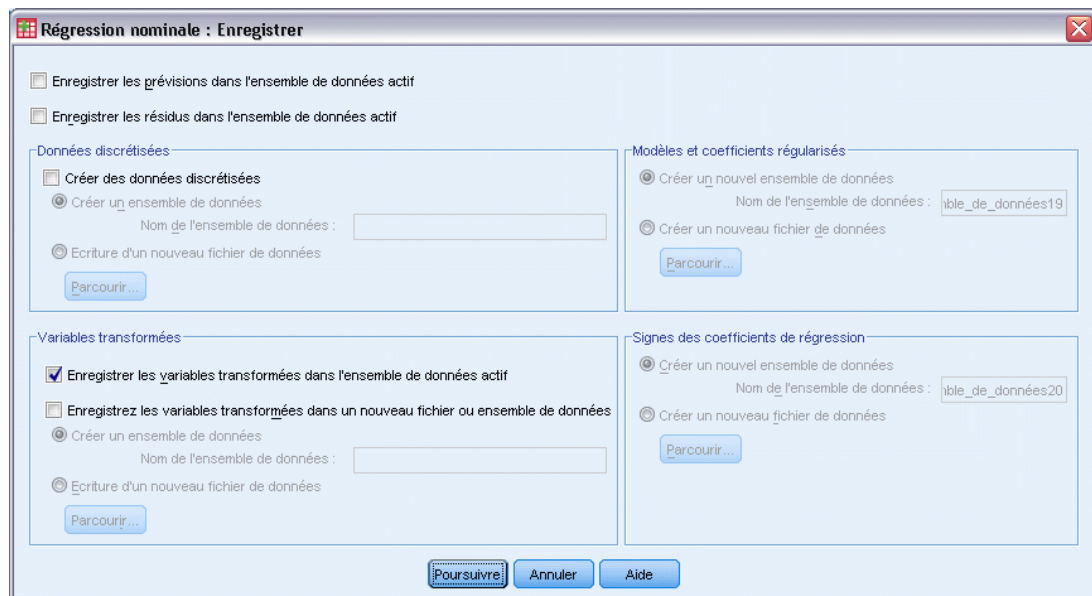 Régression nominale : Enregistrer
Enregistrer les prévisions dans l'ensemble de données actif
Enregistrer les résidus dans l'ensemble de données actif
Données discrétisées
Créer des données discrétisées
Créer un ensemble de données
Nom de l'ensemble de données :
Ecriture d'un nouveau fichier de données
Parcourir...
Modèles et coefficients régularisés
Créer un nouvel ensemble de données
Nom de l'ensemble de données :
ble_de_données19
Créer un nouveau fichier de données
Parcourir...
Variables transformées
Enregistrer les variables transformées dans l'ensemble de données actif
Enregistrez les variables transformées dans un nouveau fichier ou ensemble de données
Créer un ensemble de données
Nom de l'ensemble de données :
Ecriture d'un nouveau fichier de données
Parcourir...
Signes des coefficients de régression
Créer un nouvel ensemble de données
Nom de l'ensemble de données :
ble_de_données20
Créer un nouveau fichier de données
Parcourir...
Poursuivre
Annuler
Aide